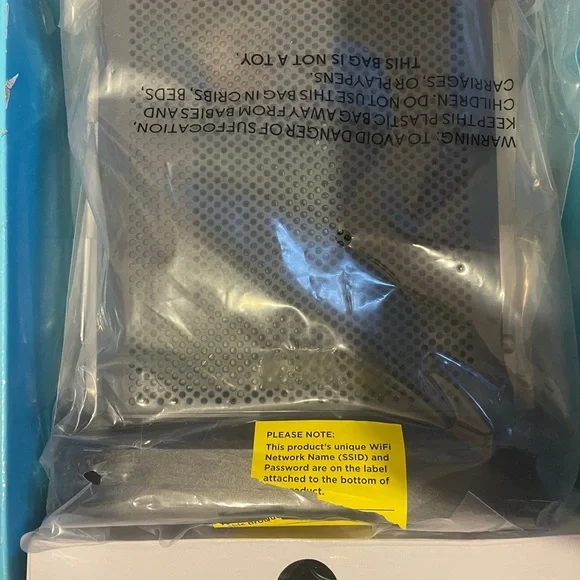 WARNING: TO AVOID DANGER OF SUFFOCATION,
KEEP THIS PLASTIC BAG AWAY FROM BABIES AND
CHILDREN. DO NOT USE THIS BAG IN CRIBS, BEDS,
CARRIAGES, OR PLAYPENS.
THIS BAG IS NOT A TOY.
PLEASE NOTE:
This product's unique WiFi
Network Name (SSID) and
Password are on the label
attached to the bottom of